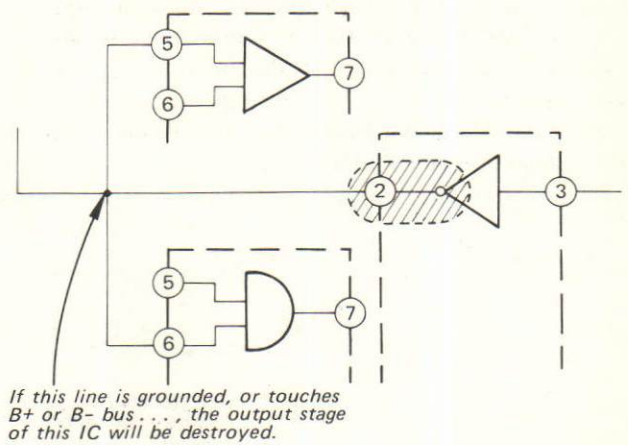 5
7
6
2
3
5
7
6
If this line is grounded, or touches
B+ or B- bus . . . , the output stage
of this IC will be destroyed.